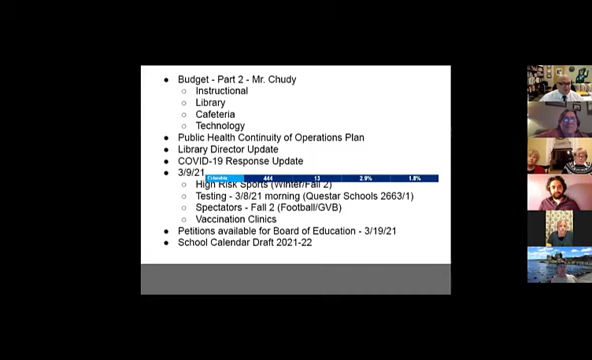 ● Budget - Part 2 - Mr. Chudy
○ Instructional
○ Library
○ Cafeteria
○ Technology
● Public Health Continuity of Operations Plan
● Library Director Update
● COVID-19 Response Update
● 3/9/21
Columbia 444 13 2.9% 1.8%
○ High Risk Sports (Winter/Fall 2)
○ Testing - 3/8/21 morning (Questar Schools 2663/1)
○ Spectators - Fall 2 (Football/GVB)
○ Vaccination Clinics
● Petitions available for Board of Education - 3/19/21
● School Calendar Draft 2021-22